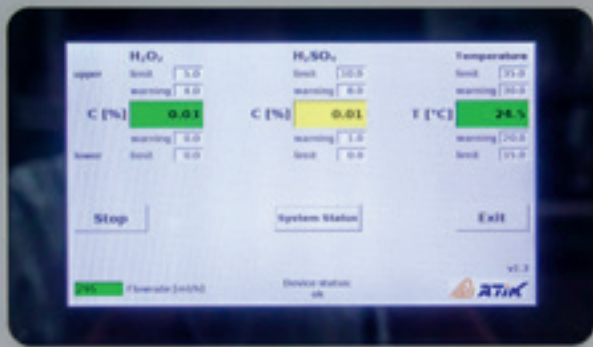 H₂O₂ H₂SO₄ Temperature
upper limit 5.0 limit 10.0 limit 35.0
warning 4.0 warning 8.0 warning 30.0
C [%] 0.03 C [%] 0.01 T [°C] 24.5
warning 0.0 warning 1.0 warning 20.0
lower limit 0.0 limit 0.0 limit 15.0
Stop System Status Exit
v1.3
295 Flowrate [ml/h] Device status:
ok
ATIK